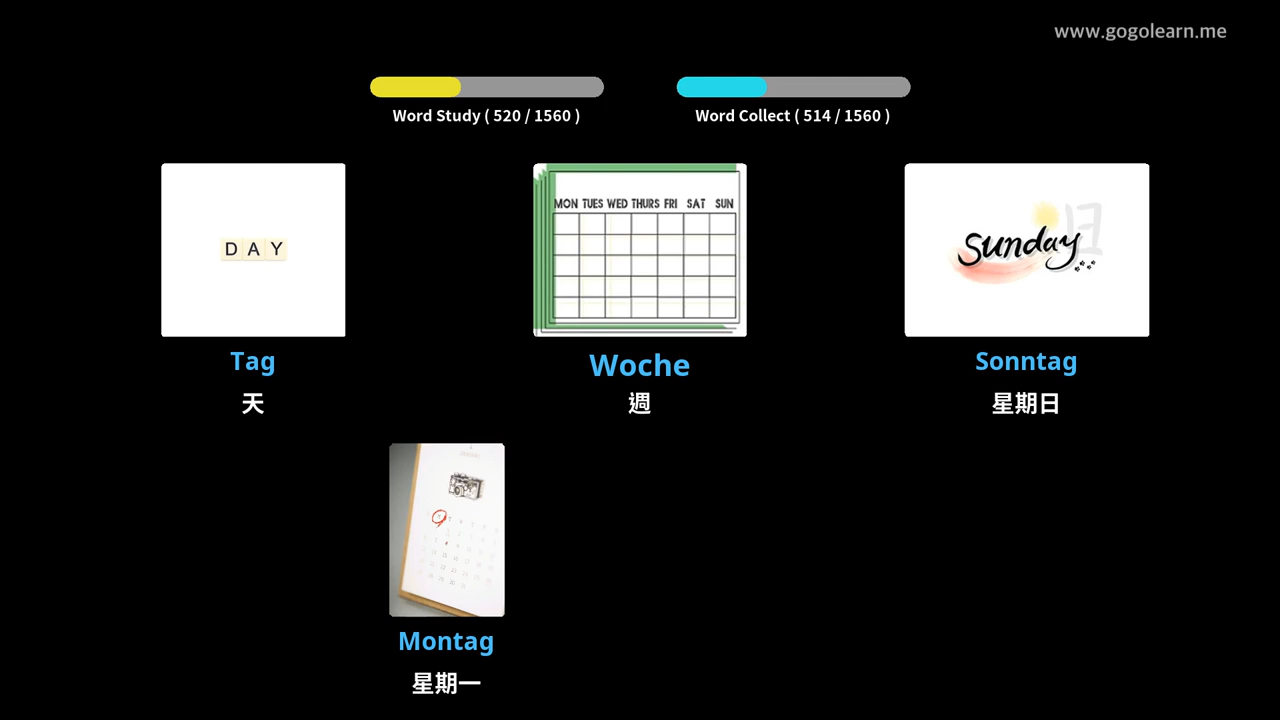 www.gogolearn.me
Word Study ( 520 / 1560 )
Word Collect ( 514 / 1560 )
D A Y
MON TUES WED THURS FRI SAT SUN
Sunday 日
Tag
Woche
Sonntag
天
週
星期日
Montag
星期一